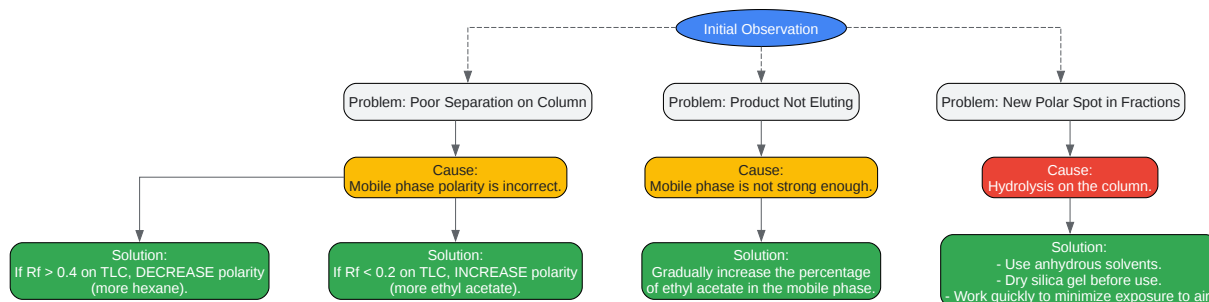 Initial Observation
Problem: Poor Separation on Column
Problem: Product Not Eluting
Problem: New Polar Spot in Fractions
Cause:
Mobile phase polarity is incorrect.
Cause:
Mobile phase is not strong enough.
Cause:
Hydrolysis on the column.
Solution:
If Rf > 0.4 on TLC, DECREASE polarity
(more hexane).
Solution:
If Rf < 0.2 on TLC, INCREASE polarity
(more ethyl acetate).
Solution:
Gradually increase the percentage
of ethyl acetate in the mobile phase.
Solution:
- Use anhydrous solvents.
- Dry silica gel before use.
- Work quickly to minimize exposure to air